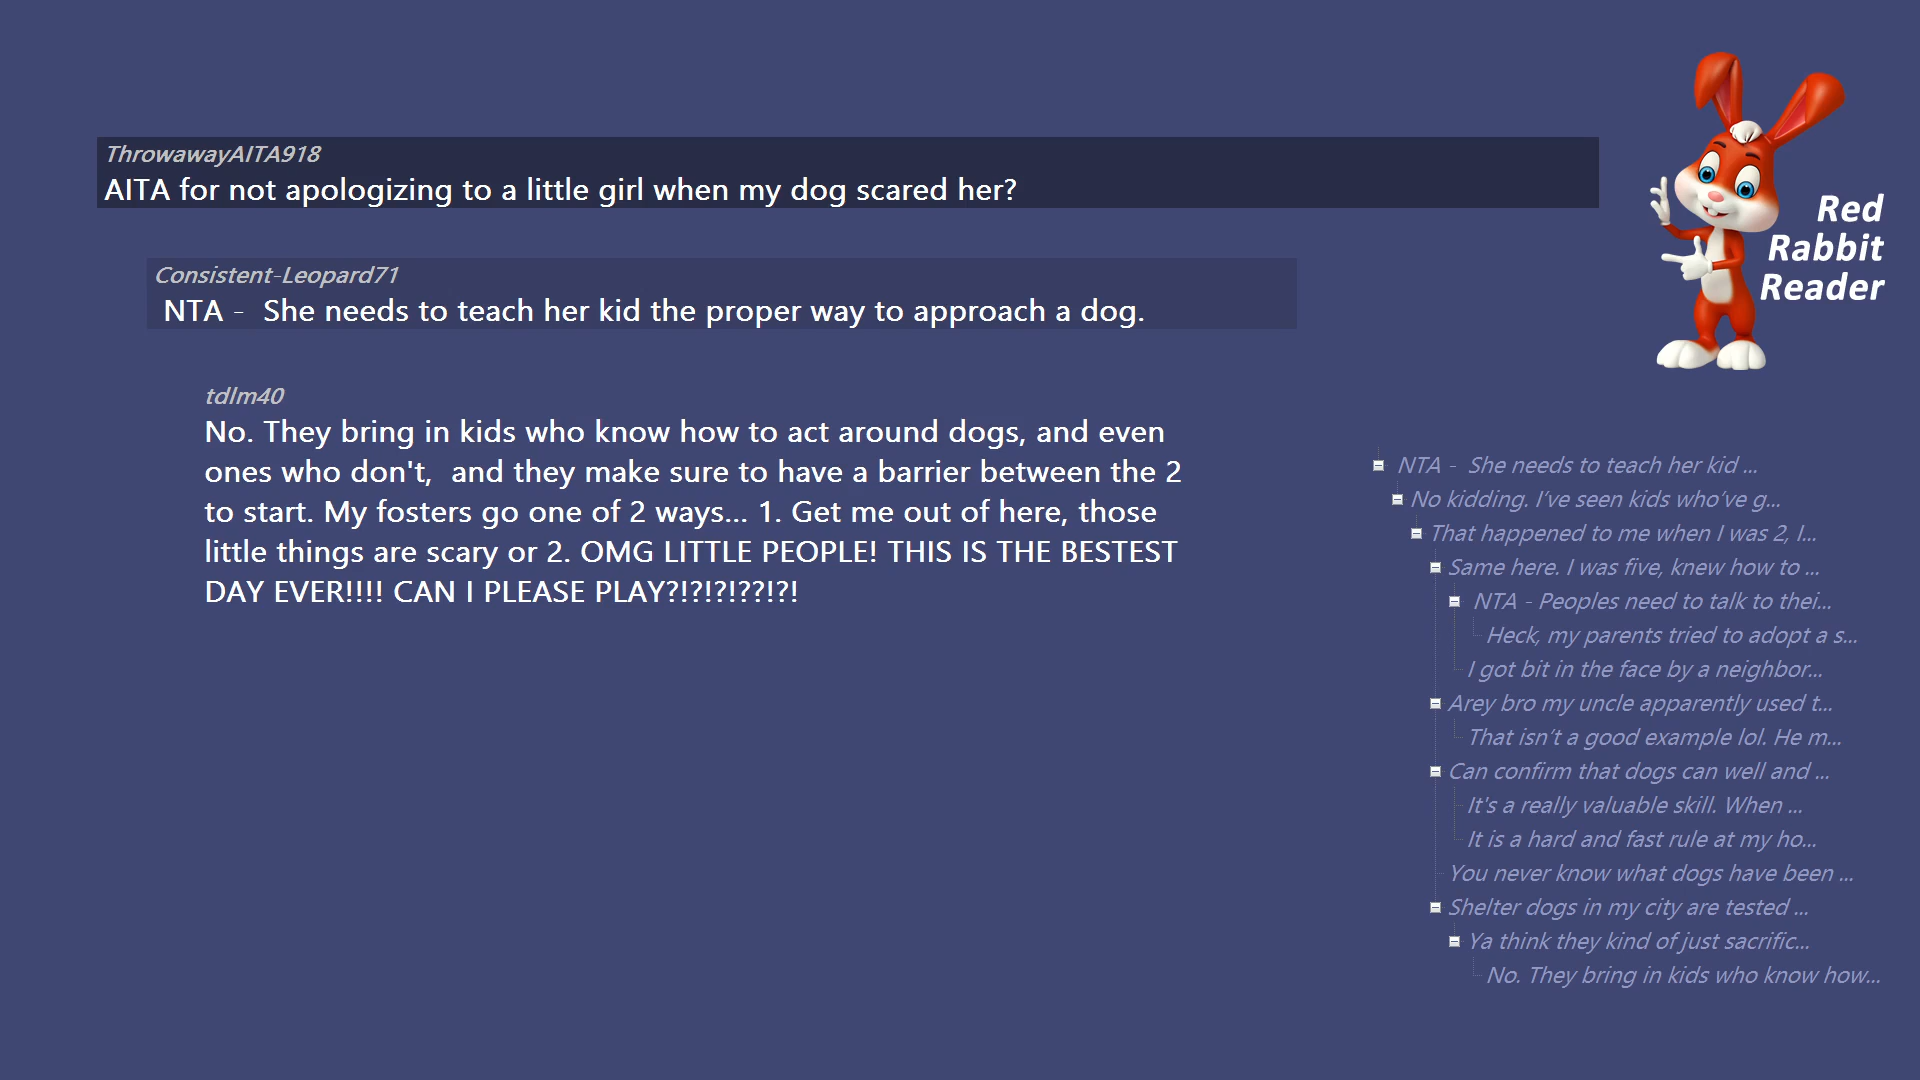 ThrowawayAITA918
AITA for not apologizing to a little girl when my dog scared her?
Consistent-Leopard71
NTA -  She needs to teach her kid the proper way to approach a dog.
tdlm40
No. They bring in kids who know how to act around dogs, and even
ones who don't,  and they make sure to have a barrier between the 2
to start. My fosters go one of 2 ways... 1. Get me out of here, those
little things are scary or 2. OMG LITTLE PEOPLE! THIS IS THE BESTEST
DAY EVER!!!! CAN I PLEASE PLAY?!?!?!??!?!
Red
Rabbit
Reader
NTA -  She needs to teach her kid ...
No kidding. I’ve seen kids who’ve g...
That happened to me when I was 2, I...
Same here. I was five, knew how to ...
NTA - Peoples need to talk to thei...
Heck, my parents tried to adopt a s...
I got bit in the face by a neighbor...
Arey bro my uncle apparently used t...
That isn’t a good example lol. He m...
Can confirm that dogs can well and ...
It's a really valuable skill. When ...
It is a hard and fast rule at my ho...
You never know what dogs have been ...
Shelter dogs in my city are tested ...
Ya think they kind of just sacrific...
No. They bring in kids who know how...